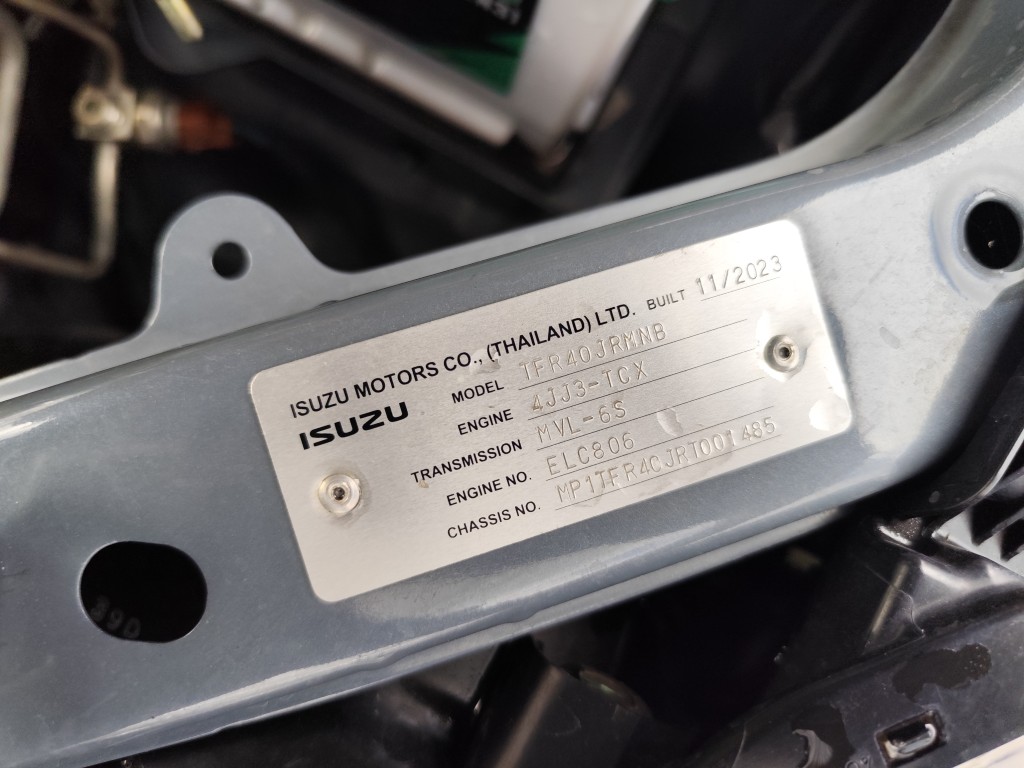 ISUZU MOTORS CO., (THAILAND) LTD. BUILT 11/2023
ISUZU
MODEL TFR40JRMNB
ENGINE 4JJ3-TCX
TRANSMISSION MVL-6S
ENGINE NO. ELC806
CHASSIS NO. MP1TFR40JRT001485
390